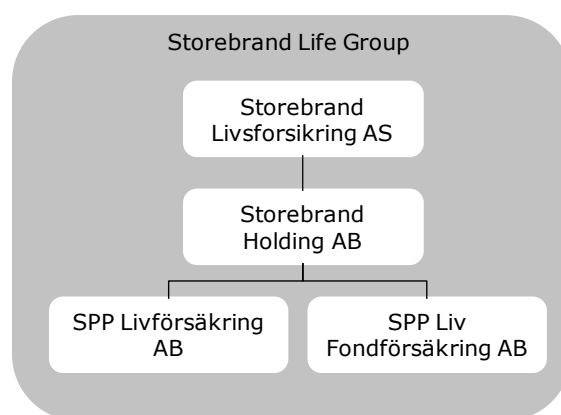 Storebrand Life Group
Storebrand
Livsforsikring AS
Storebrand
Holding AB
SPP Livförsäkring
AB
SPP Liv
Fondförsäkring AB